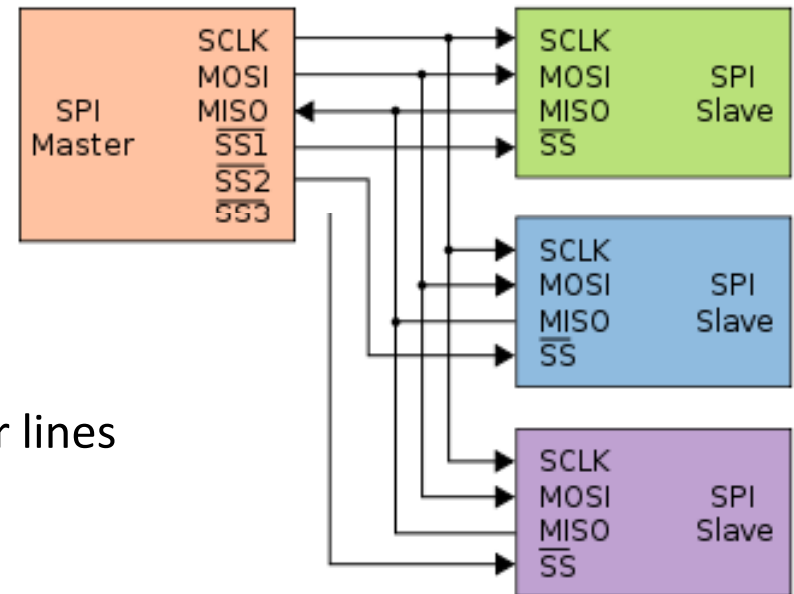 SCLK
MOSI
SPI
MISO
Master
SS1
SS2
SS3
SCLK
MOSI
SPI
MISO
Slave
SS
SCLK
MOSI
SPI
MISO
Slave
SS
r lines
SCLK
MOSI
SPI
MISO
Slave
SS